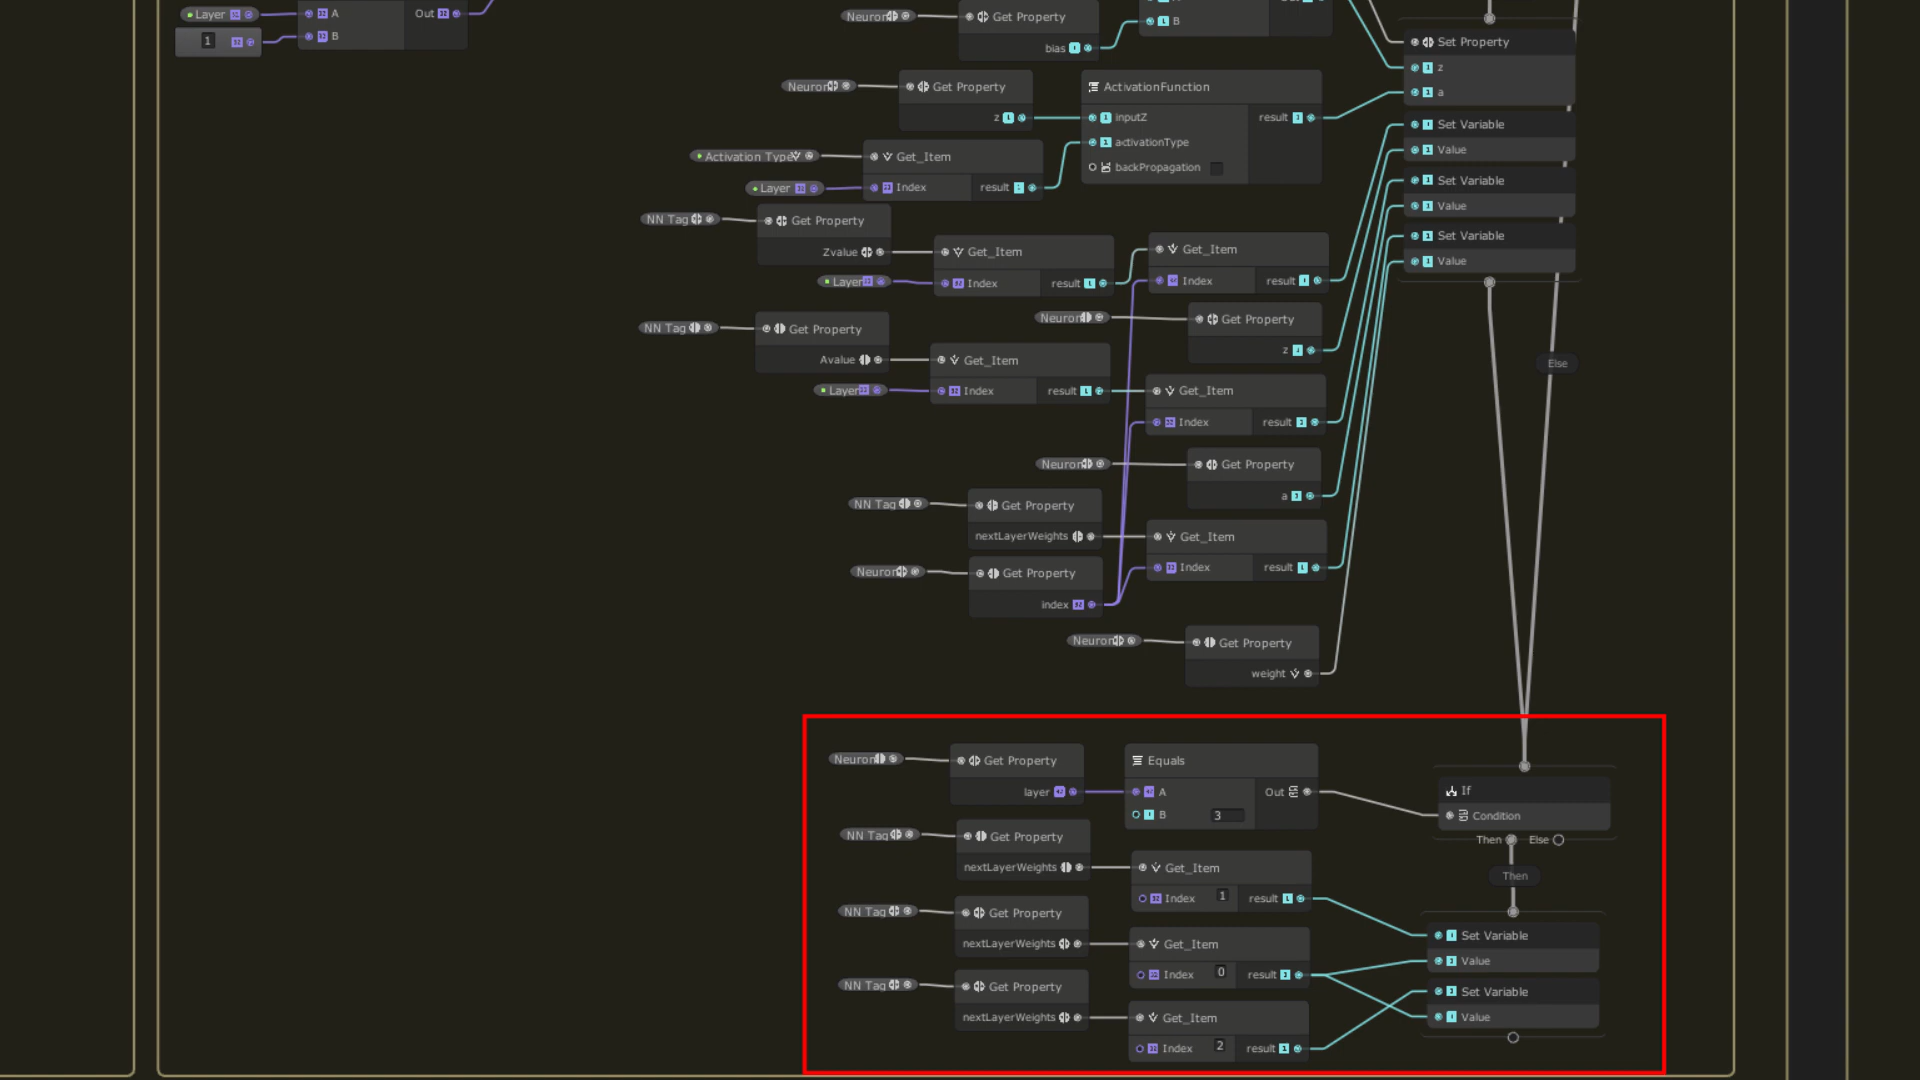 Layer
A
Out
1
B
Neuron
Get Property
bias
B
Set Property
z
a
Neuron
Get Property
z
ActivationFunction
inputZ
result
activationType
backPropagation
Activation Type
Get_Item
Layer
Index
result
Set Variable
Value
Set Variable
Value
Set Variable
Value
NN Tag
Get Property
Zvalue
Get_Item
Layer
Index
result
Get_Item
Index
result
Neuron
Get Property
z
NN Tag
Get Property
Avalue
Get_Item
Layer
Index
result
Get_Item
Index
result
Else
Neuron
Get Property
a
NN Tag
Get Property
nextLayerWeights
Get_Item
Index
result
Neuron
Get Property
index
Neuron
Get Property
weight
Neuron
Get Property
layer
Equals
A
Out
B
3
If
Condition
Then
Else
Then
NN Tag
Get Property
nextLayerWeights
Get_Item
Index
1
result
NN Tag
Get Property
nextLayerWeights
Get_Item
Index
0
result
Set Variable
Value
Set Variable
Value
NN Tag
Get Property
nextLayerWeights
Get_Item
Index
2
result